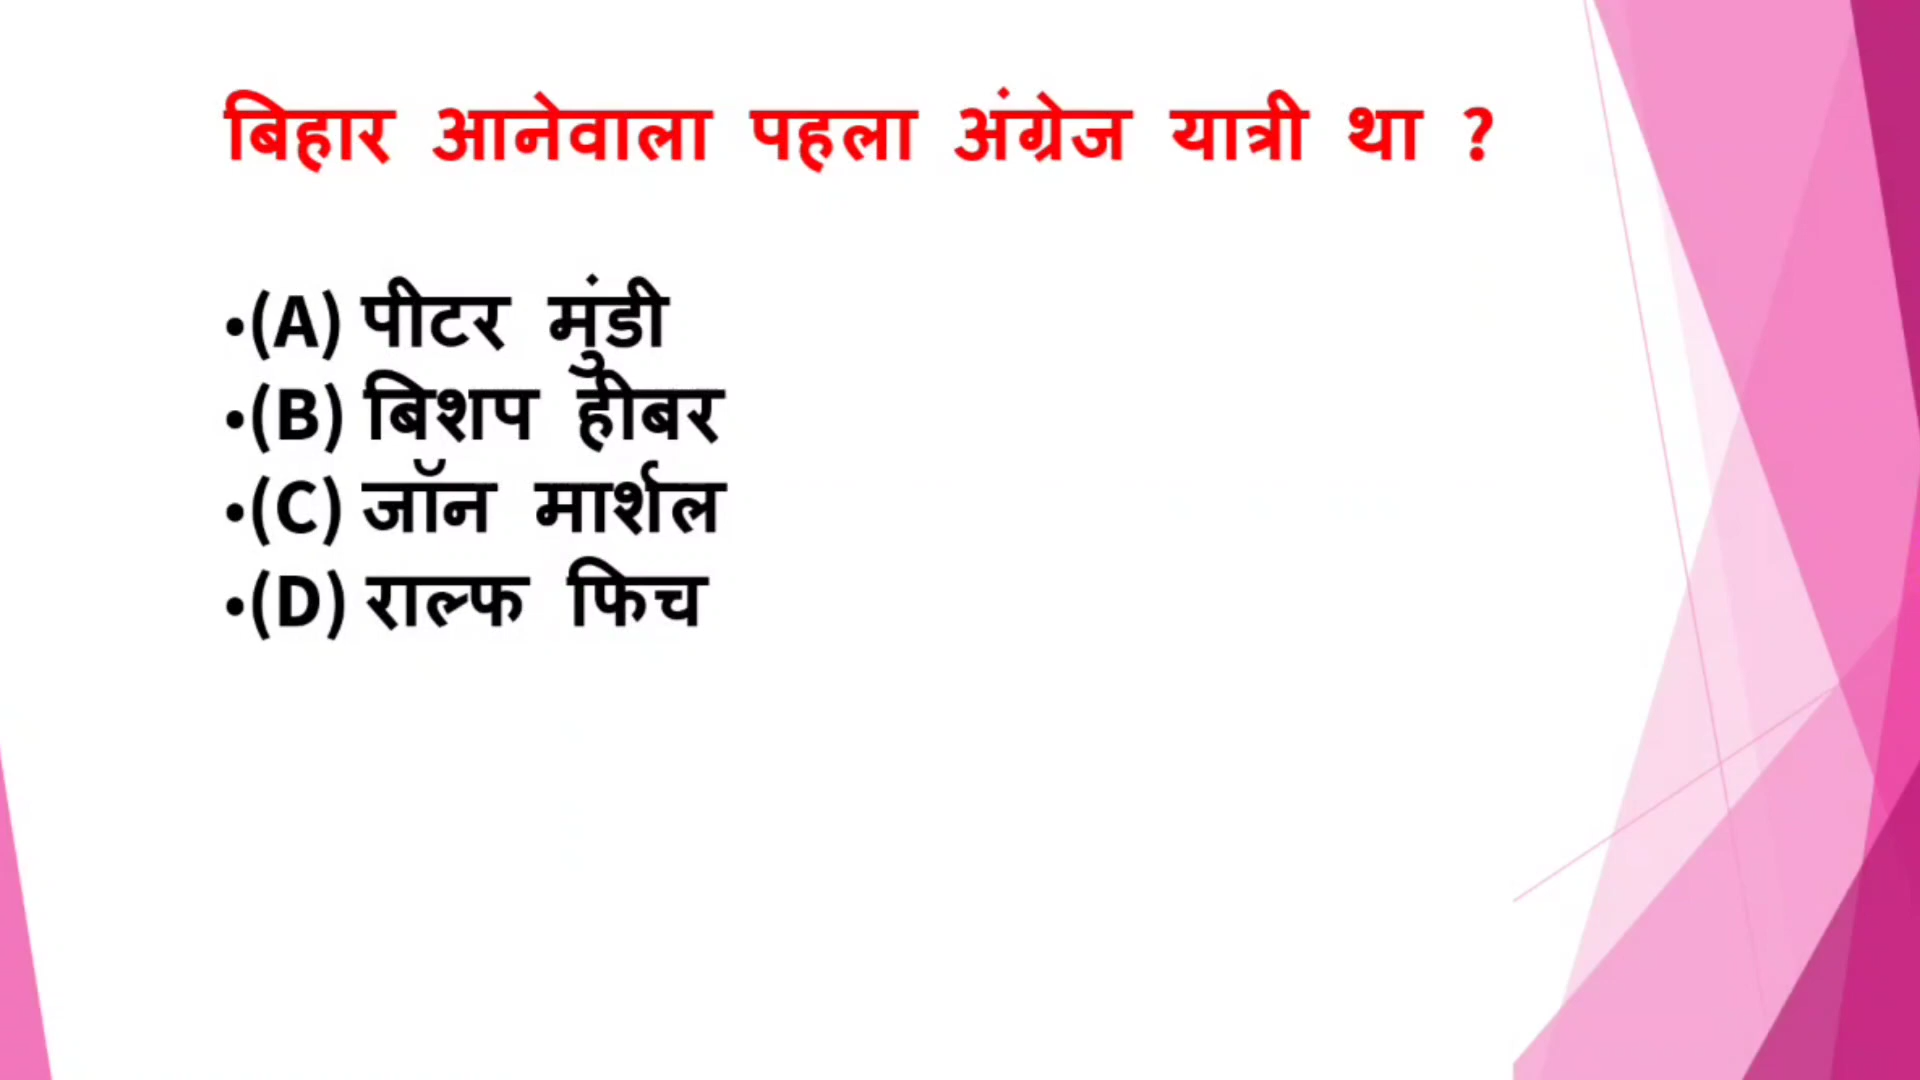 बिहार आनेवाला पहला अंग्रेज यात्री था ?
•(A) पीटर मुंडी
•(B) बिशप हीबर
•(C) जॉन मार्शल
•(D) राल्फ फिच